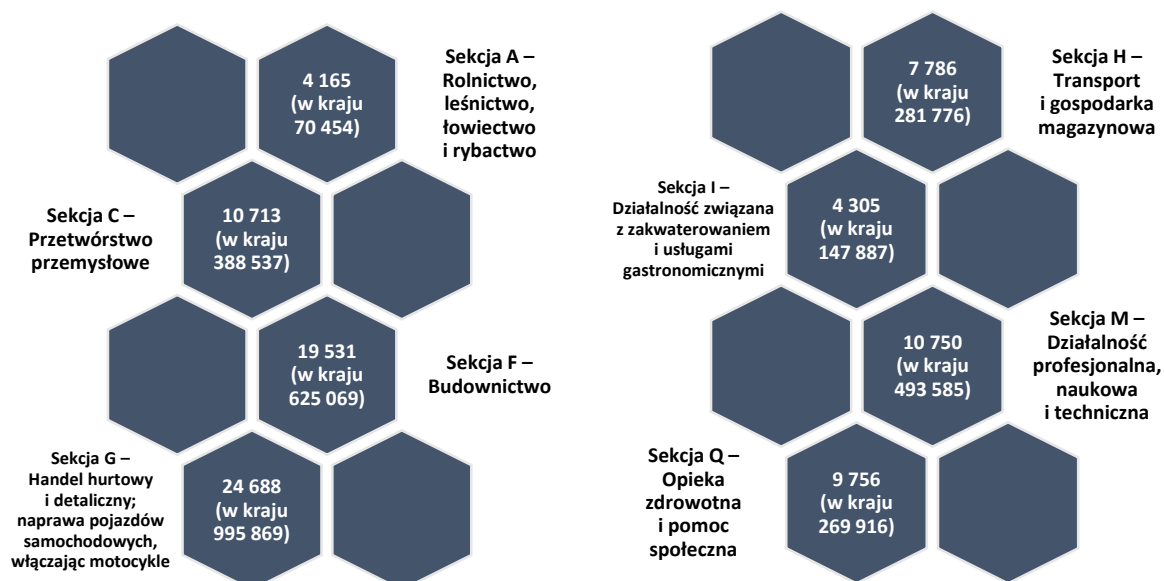 4 165
(w kraju
70 454)
Sekcja A –
Rolnictwo,
leśnictwo,
łowiectwo
i rybactwo
Sekcja C –
Przetwórstwo
przemysłowe
10 713
(w kraju
388 537)
19 531
(w kraju
625 069)
Sekcja F –
Budownictwo
Sekcja G –
Handel hurtowy
i detaliczny;
naprawa pojazdów
samochodowych,
włączając motocykle
24 688
(w kraju
995 869)
7 786
(w kraju
281 776)
Sekcja H –
Transport
i gospodarka
magazynowa
Sekcja I –
Działalność związana
z zakwaterowaniem
i usługami
gastronomicznymi
4 305
(w kraju
147 887)
10 750
(w kraju
493 585)
Sekcja M –
Działalność
profesjonalna,
naukowa
i techniczna
Sekcja Q –
Opieka
zdrowotna
i pomoc
społeczna
9 756
(w kraju
269 916)